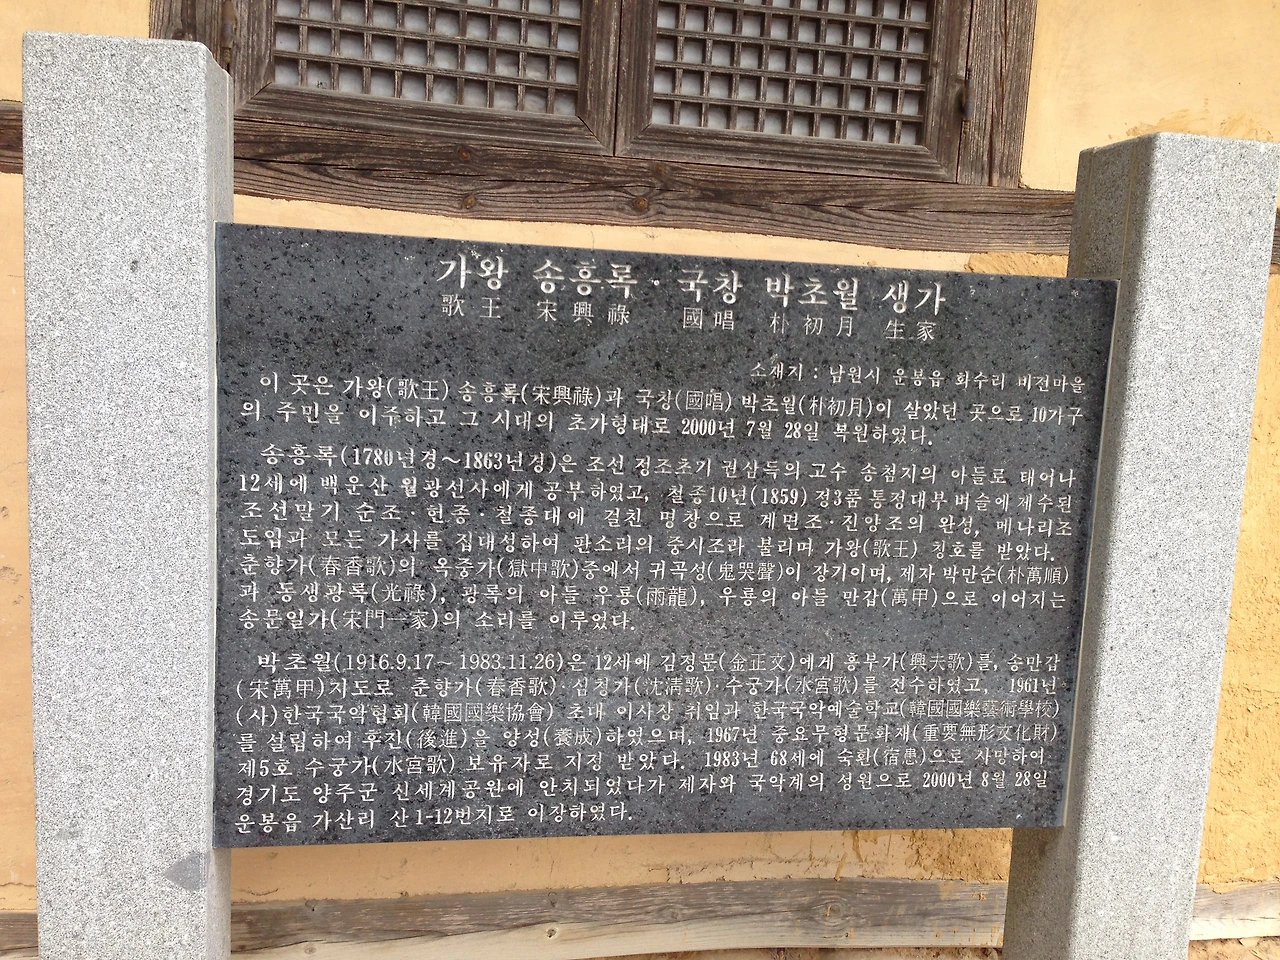 가왕 송흥록 · 국창 박초월 생가
歌王 宋興祿 國唱 朴初月 生家
소재지 : 남원시 운봉읍 화수리 비전마을
이 곳은 가왕(歌王) 송흥록(宋興祿)과 국창(國唱) 박초월(朴初月)이 살았던 곳으로 10가구
의 주민을 이주하고 그 시대의 초가형태로 2000년 7월 28일 복원하였다.
송흥록(1780년경~1863년경)은 조선 정조초기 권삼득의 고수 송첨지의 아들로 태어나
12세에 백운산 월광선사에게 공부하였고, 철종10년(1859) 정3품 통정대부 벼슬에 제수된
조선말기 순조·헌종·철종대에 걸친 명창으로 계면조·진양조의 완성, 메나리조
도입과 모든 가사를 집대성하여 판소리의 중시조라 불리며 가왕(歌王) 칭호를 받았다.
춘향가(春香歌)의 옥중가(獄中歌)중에서 귀곡성(鬼哭聲)이 장기이며, 제자 박만순(朴萬順)
과 동생광록(光祿), 광록의 아들 우룡(雨龍), 우룡의 아들 만갑(萬甲)으로 이어지는
송문일가(宋門一家)의 소리를 이루었다.
박초월(1916.9.17~1983.11.26)은 12세에 김정문(金正文)에게 흥부가(興夫歌)를, 송만갑
(宋萬甲)지도로 춘향가(春香歌)·심청가(沈淸歌)·수궁가(水宮歌)를 전수하였고, 1961년
(사)한국국악협회(韓國國樂協會) 초대 이사장 취임과 한국국악예술학교(韓國國樂藝術學校)
를 설립하여 후진(後進)을 양성(養成)하였으며, 1967년 중요무형문화재(重要無形文化財)
제5호 수궁가(水宮歌) 보유자로 지정 받았다. 1983년 68세에 숙환(宿患)으로 사망하여
경기도 양주군 신세계공원에 안치되었다가 제자와 국악계의 성원으로 2000년 8월 28일
운봉읍 가산리 산 1-12번지로 이장하였다.